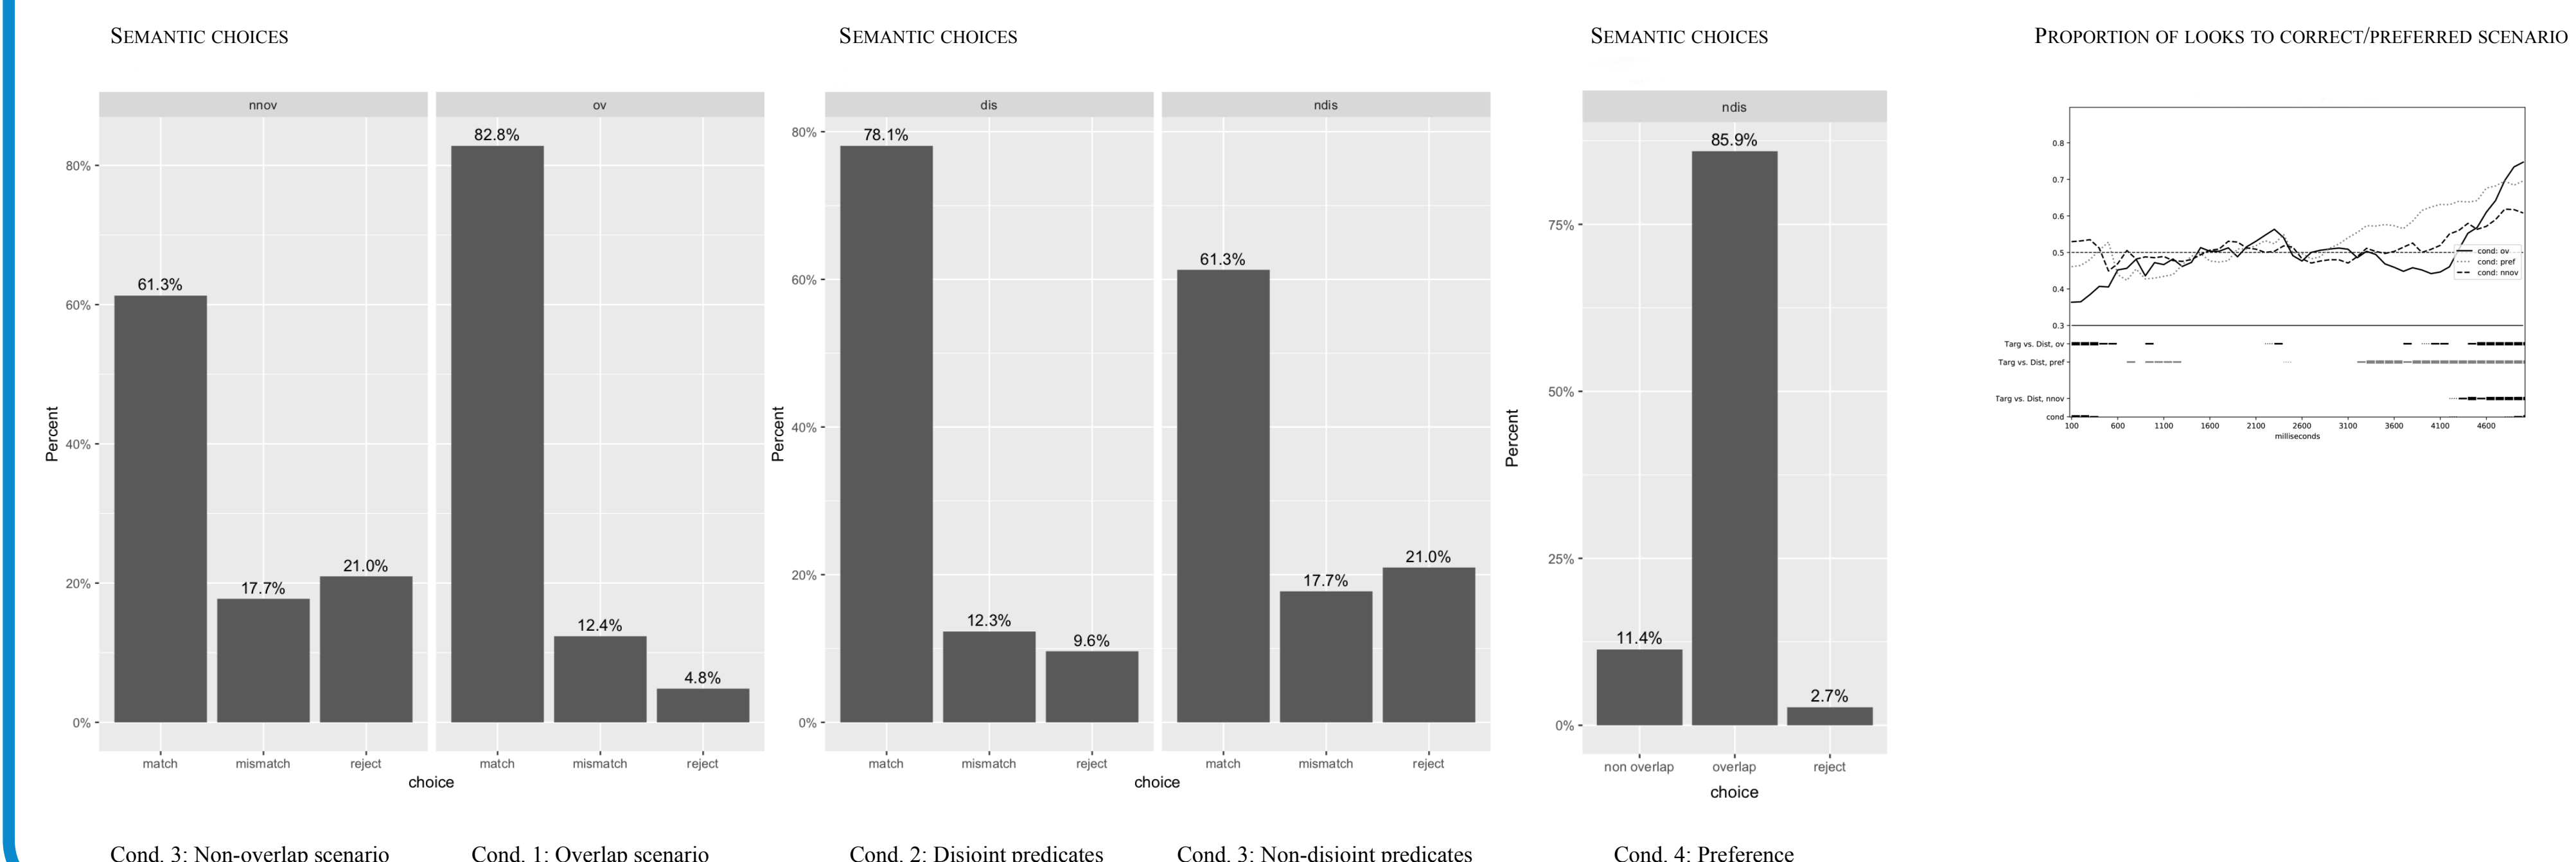 SEMANTIC CHOICES
nnov
ov
80%
60%
40%
20%
0%
Percent
61.3%
17.7%
21.0%
82.8%
12.4%
4.8%
match
mismatch
reject
match
mismatch
reject
choice
Cond. 3: Non-overlap scenario
Cond. 1: Overlap scenario
SEMANTIC CHOICES
dis
ndis
80%
60%
40%
20%
0%
Percent
78.1%
12.3%
9.6%
61.3%
17.7%
21.0%
match
mismatch
reject
match
mismatch
reject
choice
Cond. 2: Disjoint predicates
Cond. 3: Non-disjoint predicates
SEMANTIC CHOICES
ndis
75%
50%
25%
0%
Percent
11.4%
85.9%
2.7%
non overlap
overlap
reject
choice
Cond. 4: Preference
PROPORTION OF LOOKS TO CORRECT/PREFERRED SCENARIO
0.8
0.7
0.6
0.5
0.4
0.3
cond: ov
cond: pref
cond: nnov
Targ vs. Dist, ov
Targ vs. Dist, pref
Targ vs. Dist, nnov
cond
100 600 1100 1600 2100 2600 3100 3600 4100 4600
milliseconds